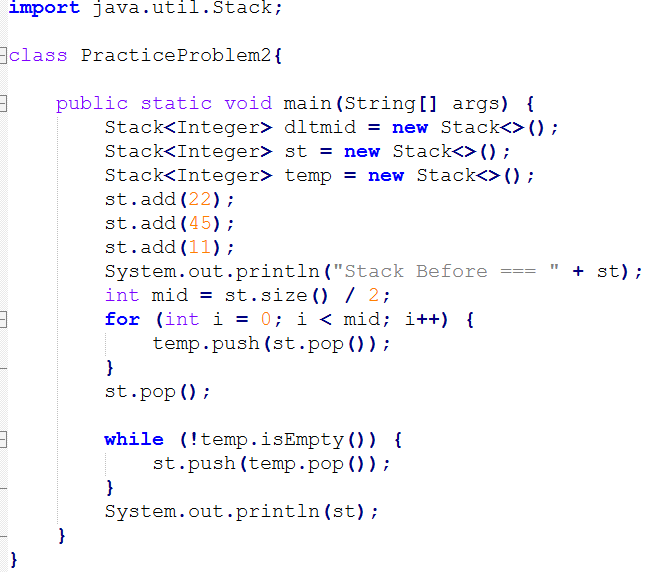 import java.util.Stack;
class PracticeProblem2{
public static void main(String[] args) {
Stack<Integer> dltmid = new Stack<>();
Stack<Integer> st = new Stack<>();
Stack<Integer> temp = new Stack<>();
st.add(22);
st.add(45);
st.add(11);
System.out.println("Stack Before === " + st);
int mid = st.size() / 2;
for (int i = 0; i < mid; i++) {
temp.push(st.pop());
}
st.pop();
while (!temp.isEmpty()) {
st.push(temp.pop());
}
System.out.println(st);
}
}